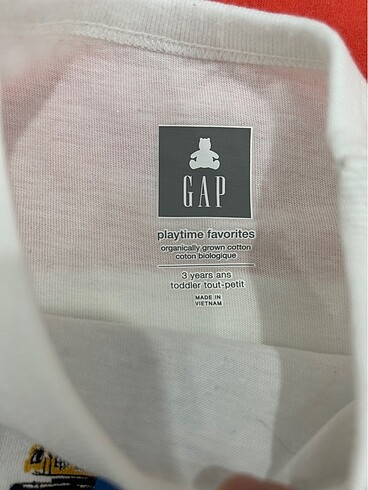 GAP
playtime favorites
organically grown cotton
coton biologique
3 years ans
toddler tout-petit
MADE IN
VIETNAM